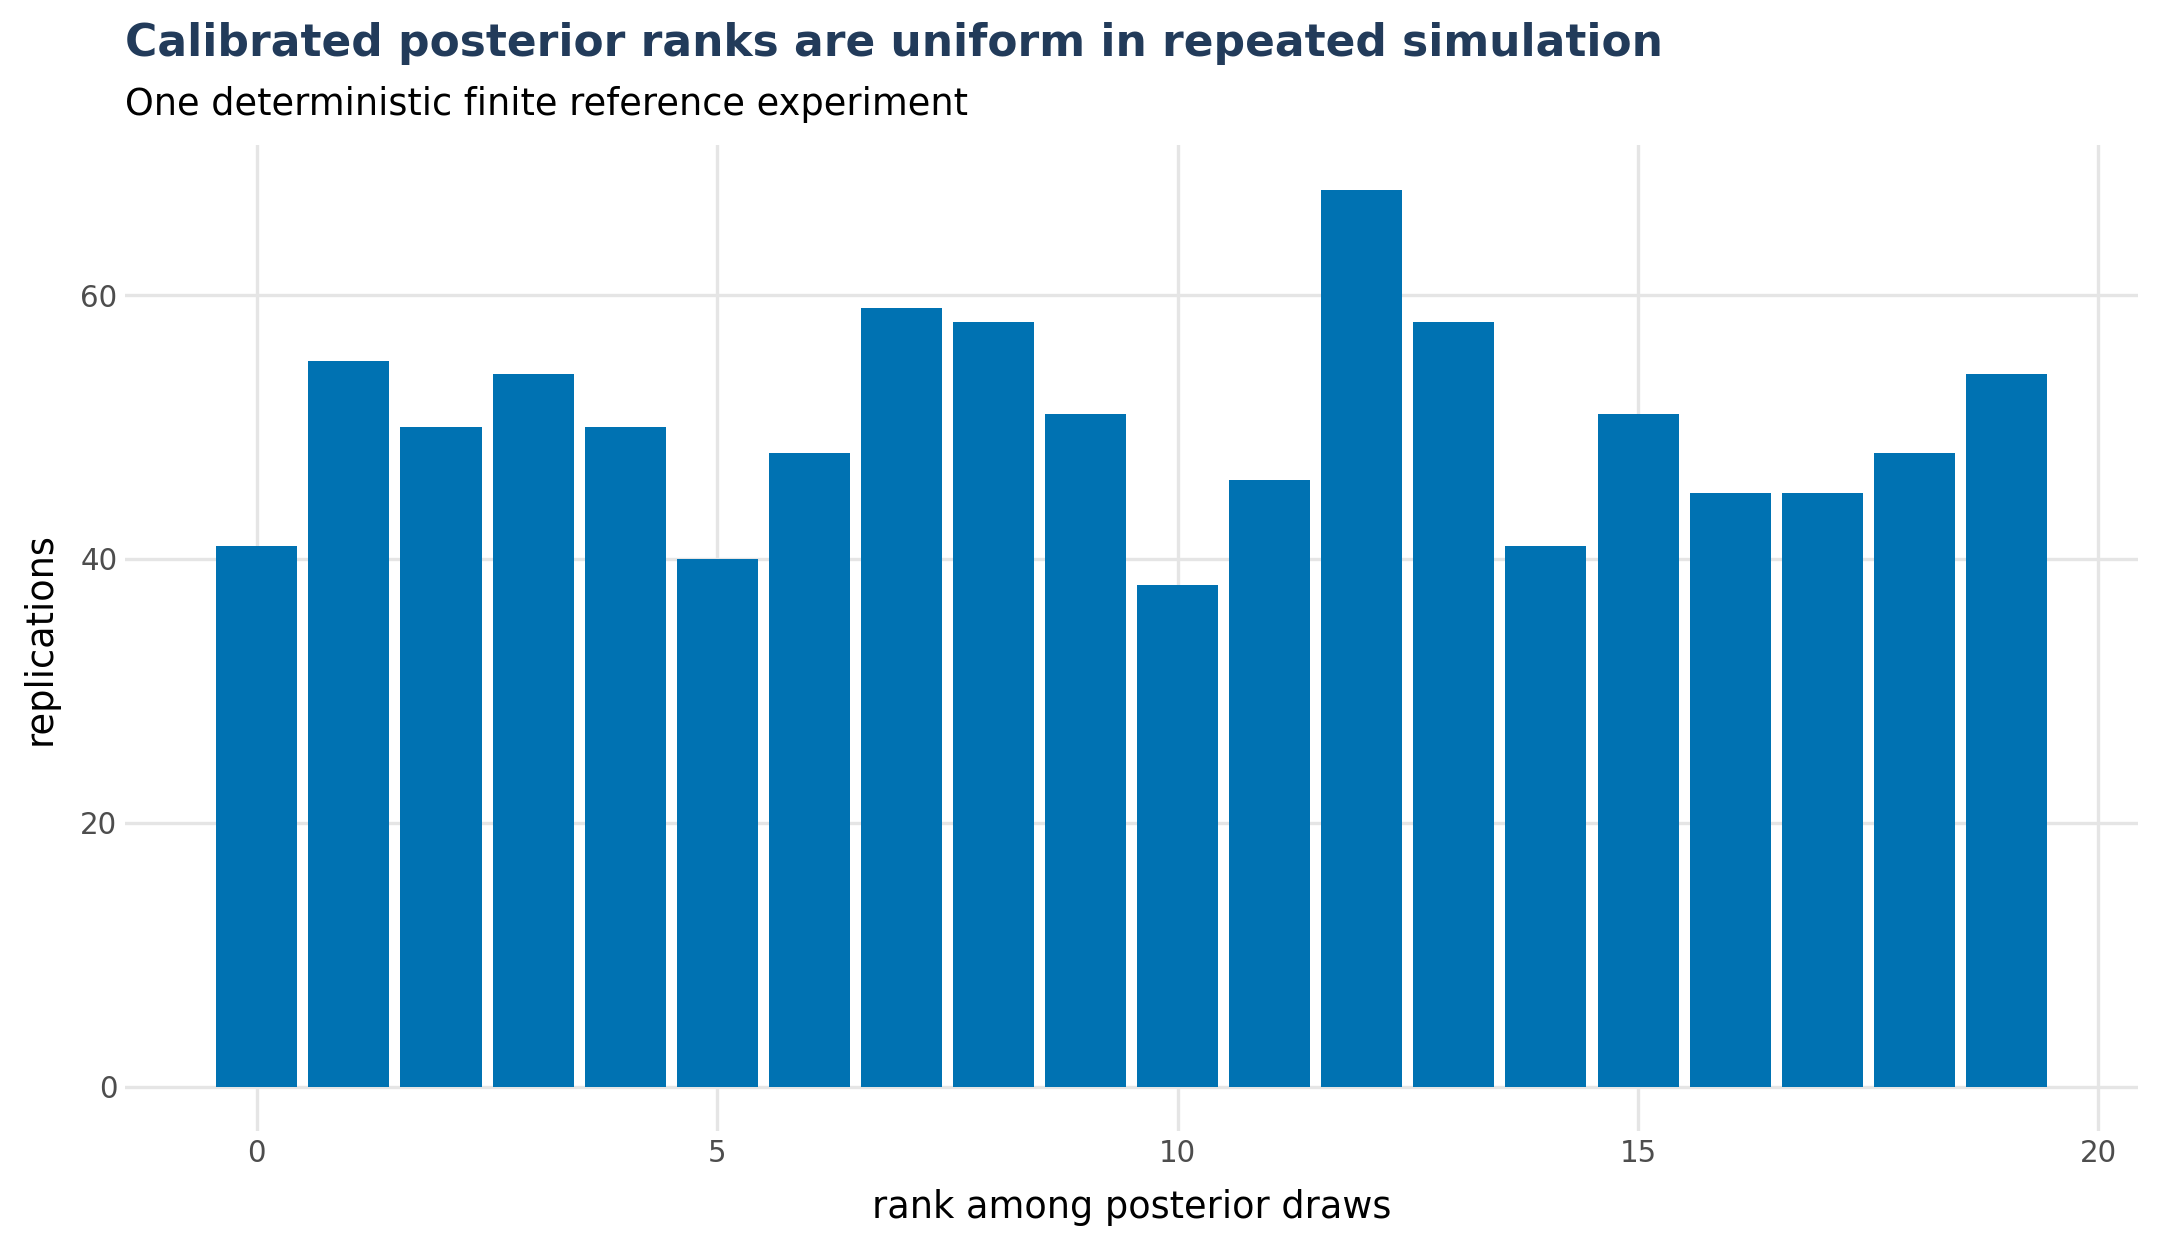 Calibrated posterior ranks are uniform in repeated simulation
One deterministic finite reference experiment
replications
60
40
20
0
0 5 10 15 20
rank among posterior draws